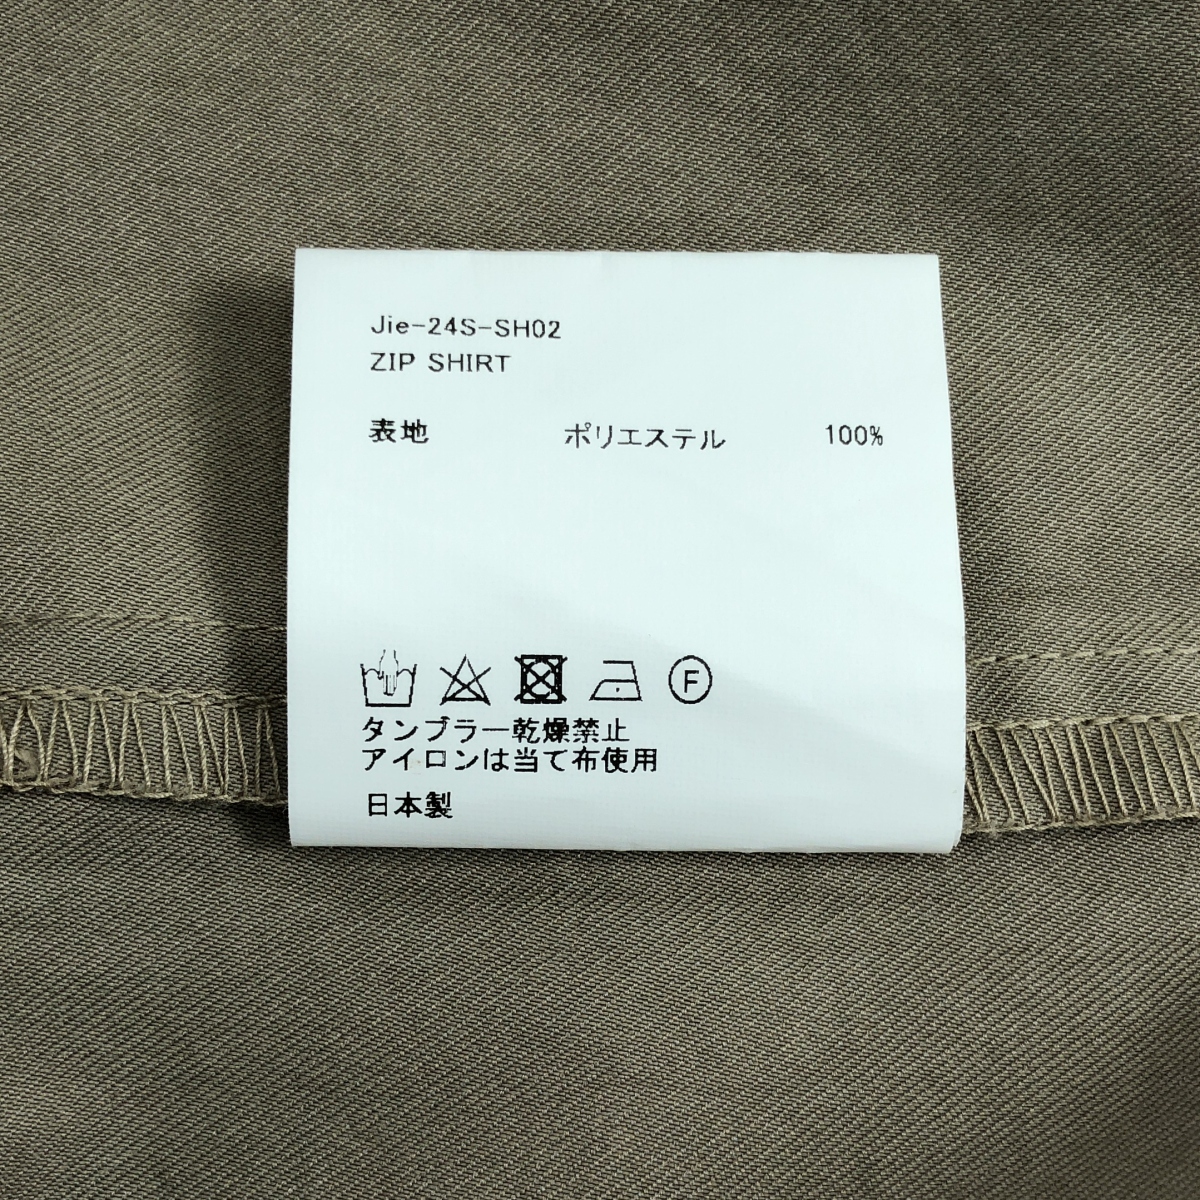 Jie-24S-SH02
ZIP SHIRT
表地 ポリエステル 100%
F
タンブラー乾燥禁止
アイロンは当て布使用
日本製